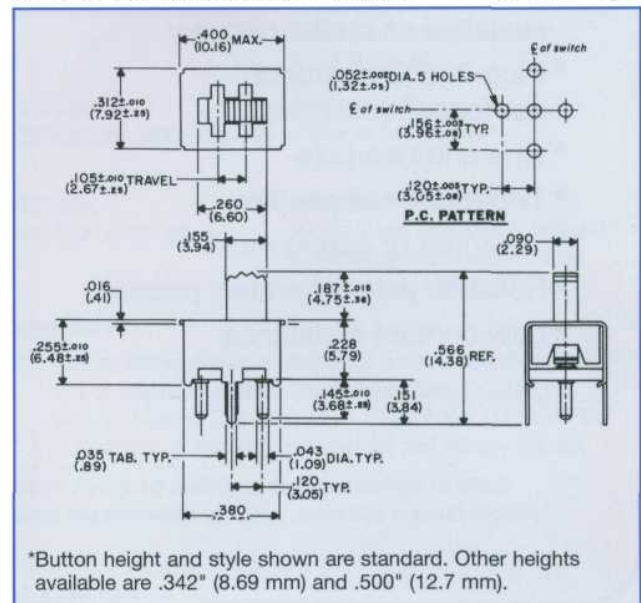 .400 MAX.
(10.16)
℄ of switch
.052±.002 DIA. 5 HOLES
(1.32±.05)
.312±.010
(7.92±.25)
℄ of switch
.156±.003 TYP.
(3.96±.08)
.105±.010 TRAVEL
(2.67±.25)
.260
(6.60)
.120±.003 TYP.
(3.05±.08)
P.C. PATTERN
.155
(3.94)
.090
(2.29)
.016
(.41)
.187±.015
(4.75±.38)
.255±.010
(6.48±.25)
.228
(5.79)
.566 REF.
(14.38)
.145±.010
(3.68±.25)
.151
(3.84)
.035 TAB. TYP.
(.89)
.043 DIA. TYP.
(1.09)
.120 TYP.
(3.05)
.380
*Button height and style shown are standard. Other heights
available are .342" (8.69 mm) and .500" (12.7 mm).